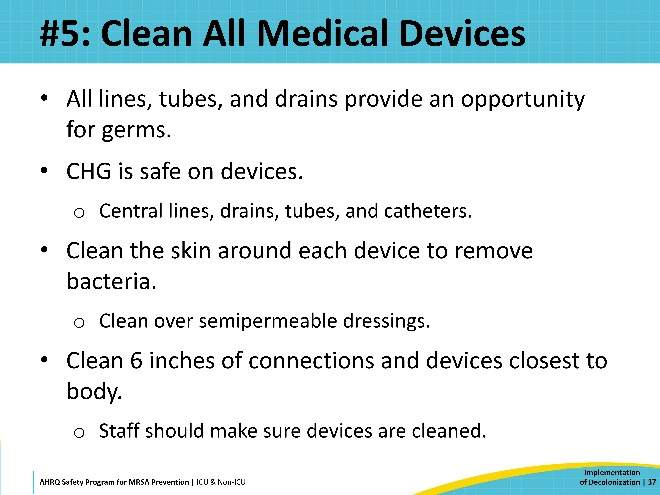 #5: Clean All Medical Devices
• All lines, tubes, and drains provide an opportunity
for germs.
• CHG is safe on devices.
o Central lines, drains, tubes, and catheters.
• Clean the skin around each device to remove
bacteria.
o Clean over semipermeable dressings.
• Clean 6 inches of connections and devices closest to
body.
o Staff should make sure devices are cleaned.
AHRQ Safety Program for MRSA Prevention | ICU & Non-ICU
Implementation
of Decolonization | 17